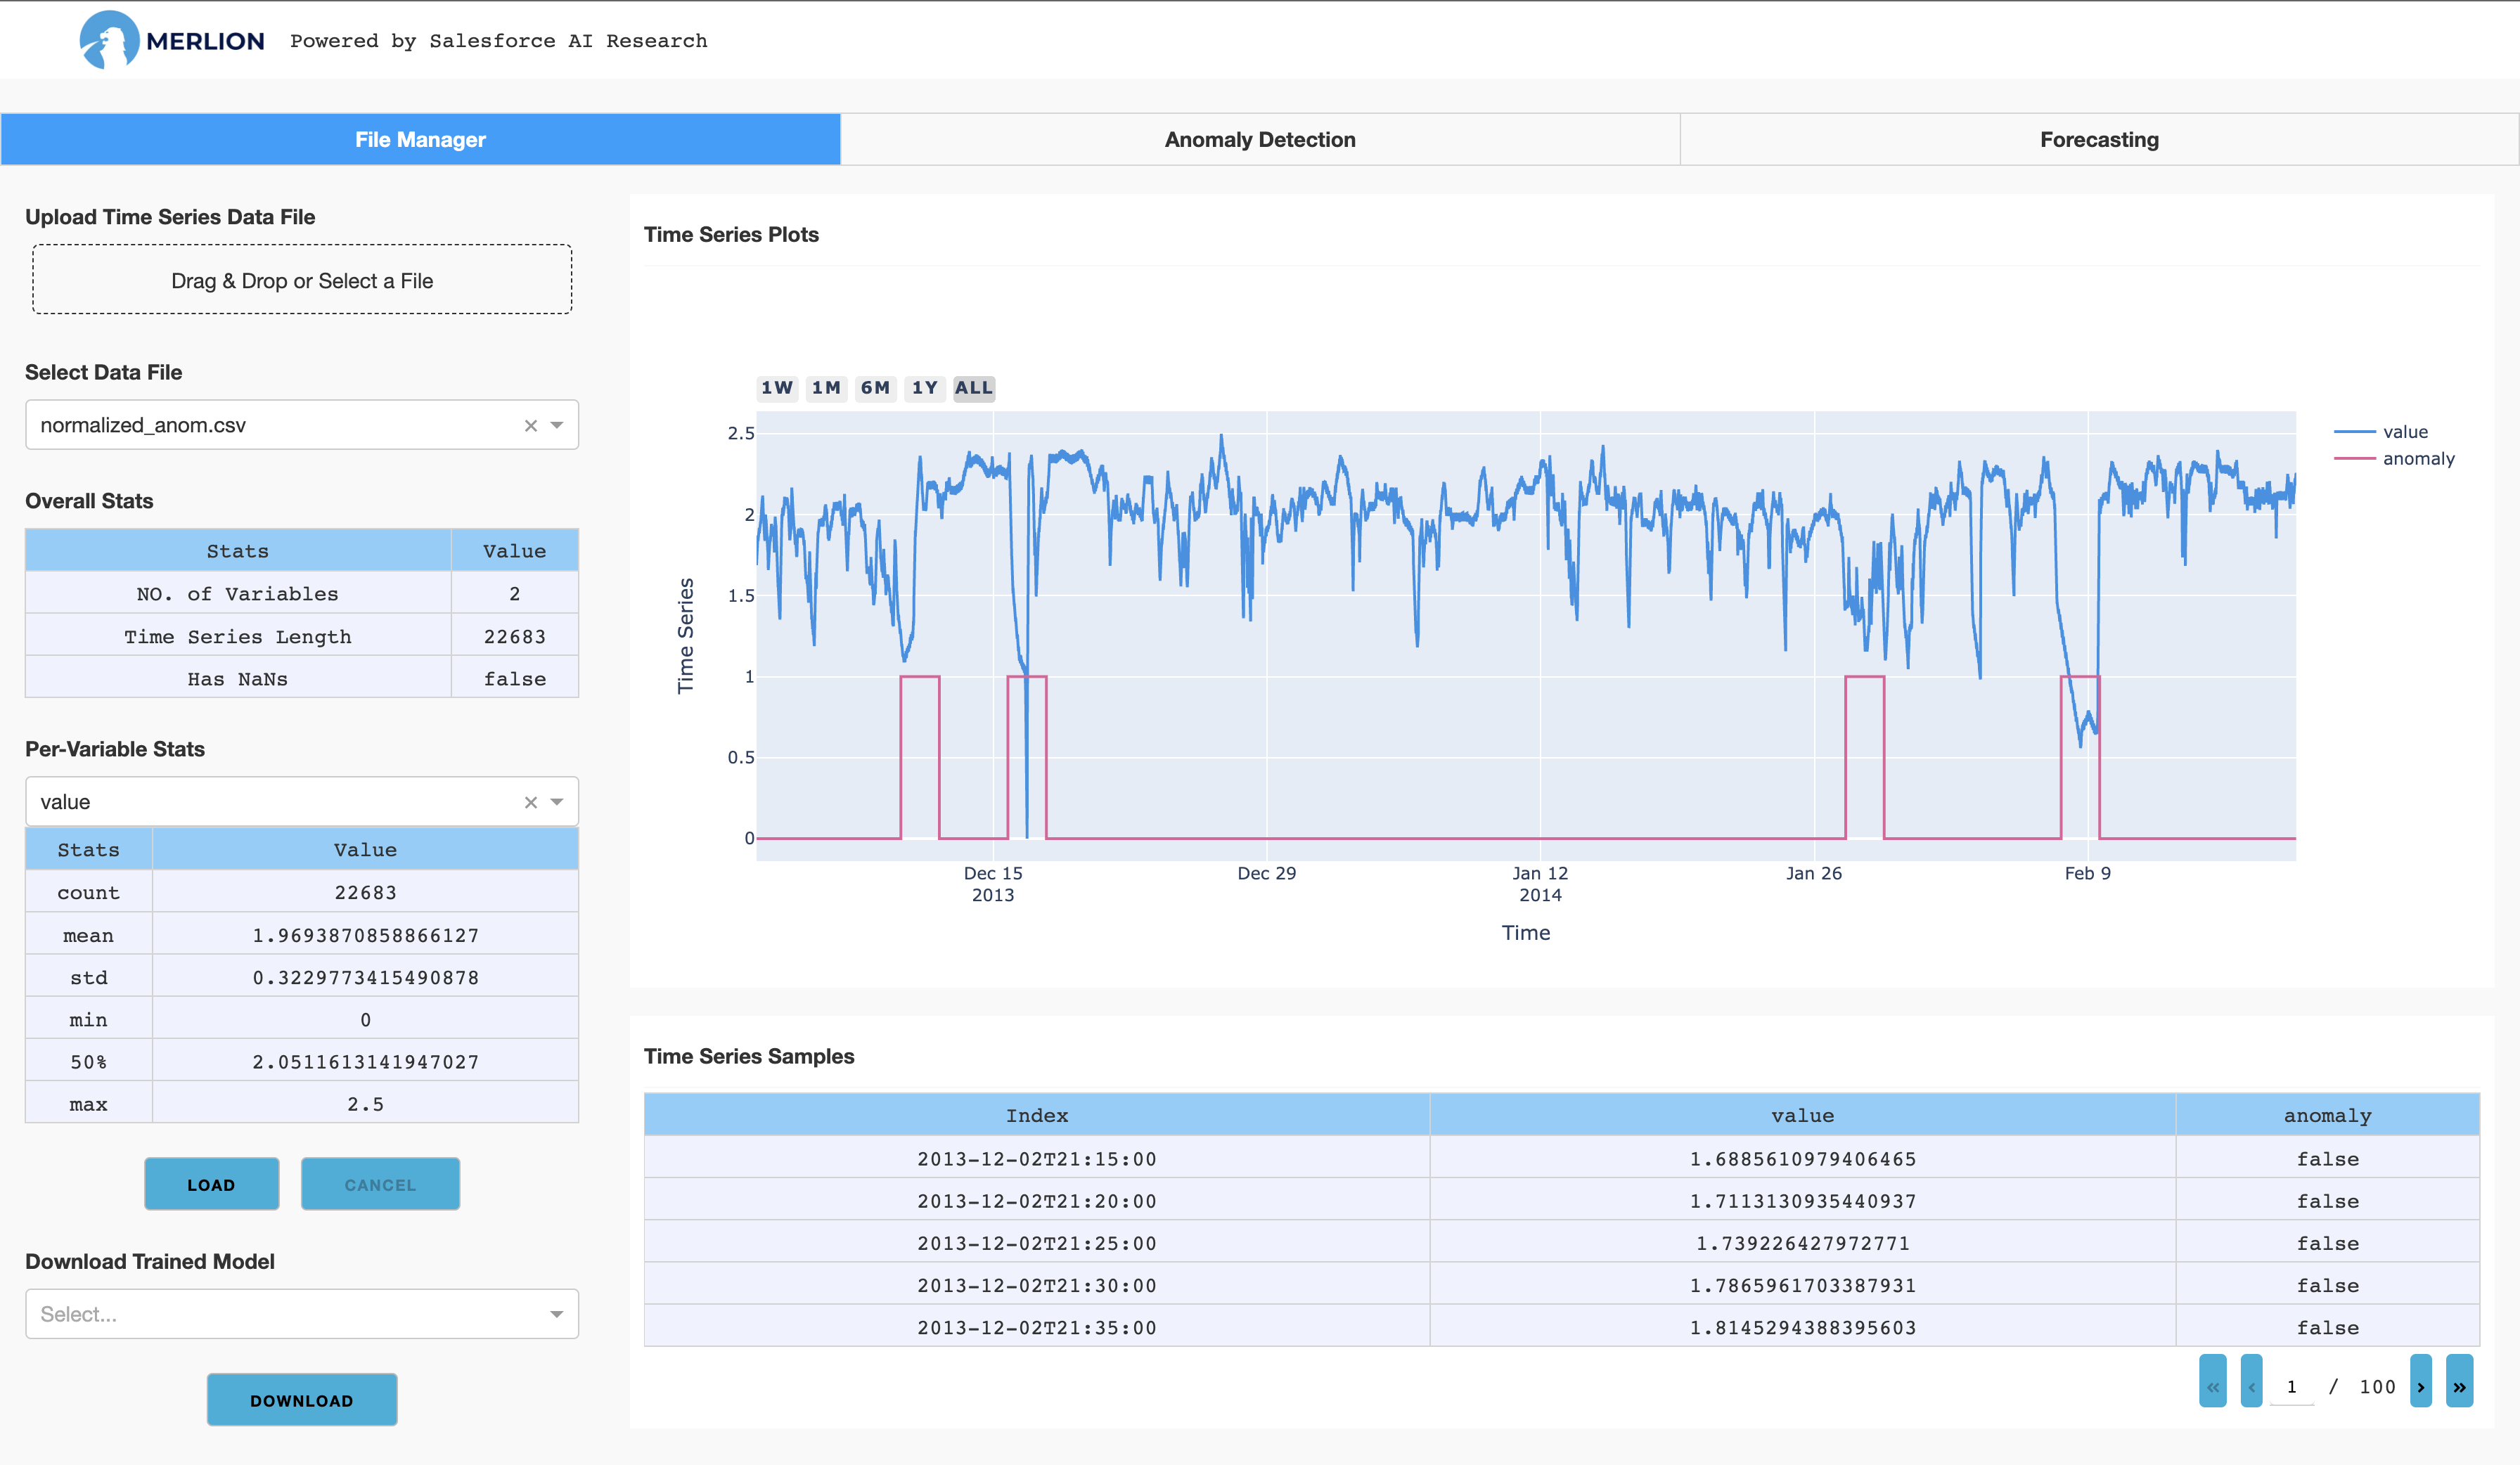 MERLION Powered by Salesforce AI Research
File Manager Anomaly Detection Forecasting
Upload Time Series Data File
Drag & Drop or Select a File
Select Data File
normalized_anom.csv × 
Overall Stats
Stats Value
NO. of Variables 2
Time Series Length 22683
Has NaNs false
Per-Variable Stats
value ×
Stats Value
count 22683
mean 1.9693870858866127
std 0.3229773415490878
min 0
50% 2.0511613141947027
max 2.5
LOAD CANCEL
Download Trained Model
Select...
DOWNLOAD
Time Series Plots
1W 1M 6M 1Y ALL
2.5
2
1.5
1
0.5
0
Time Series
value
anomaly
Dec 15 Dec 29 Jan 12 Jan 26 Feb 9
2013 2014
Time
Time Series Samples
Index value anomaly
2013-12-02T21:15:00 1.6885610979406465 false
2013-12-02T21:20:00 1.7113130935440937 false
2013-12-02T21:25:00 1.739226427972771 false
2013-12-02T21:30:00 1.7865961703387931 false
2013-12-02T21:35:00 1.8145294388395603 false
« ‹ 1 / 100 › »